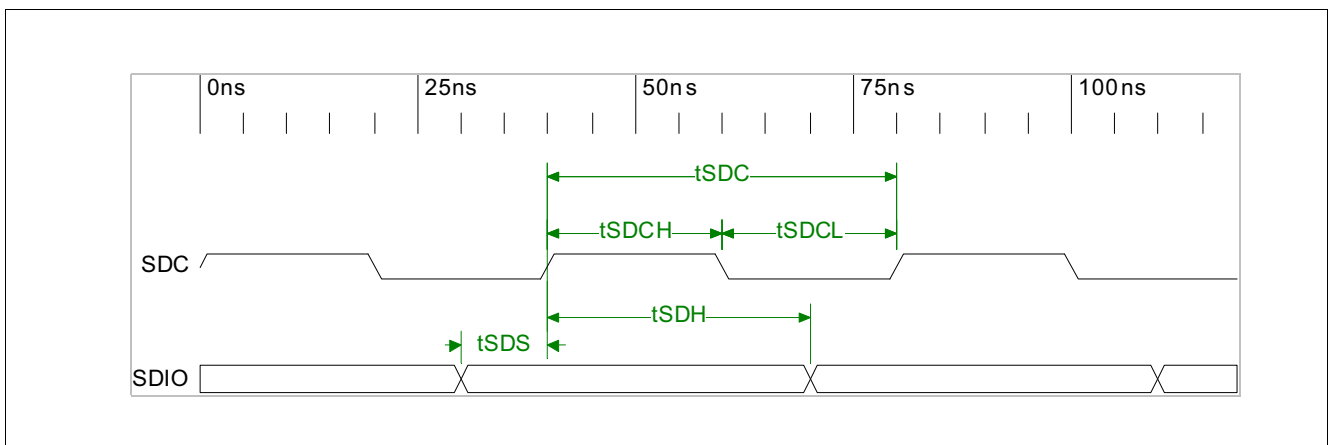 0ns 25ns 50ns 75ns 100ns
tSDC
tSDCH tSDCL
SDC
tSDH
tSDS
SDIO